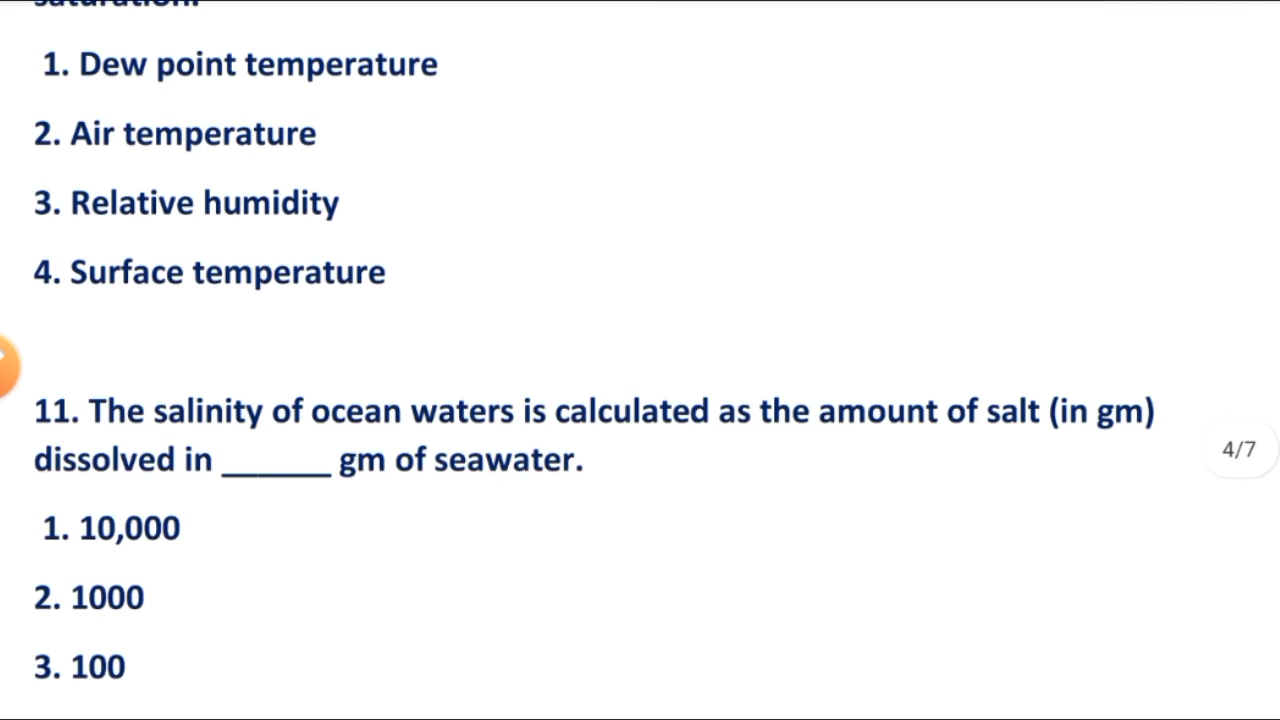 saturation.
1. Dew point temperature
2. Air temperature
3. Relative humidity
4. Surface temperature
11. The salinity of ocean waters is calculated as the amount of salt (in gm)
dissolved in ______ gm of seawater.
4/7
1. 10,000
2. 1000
3. 100